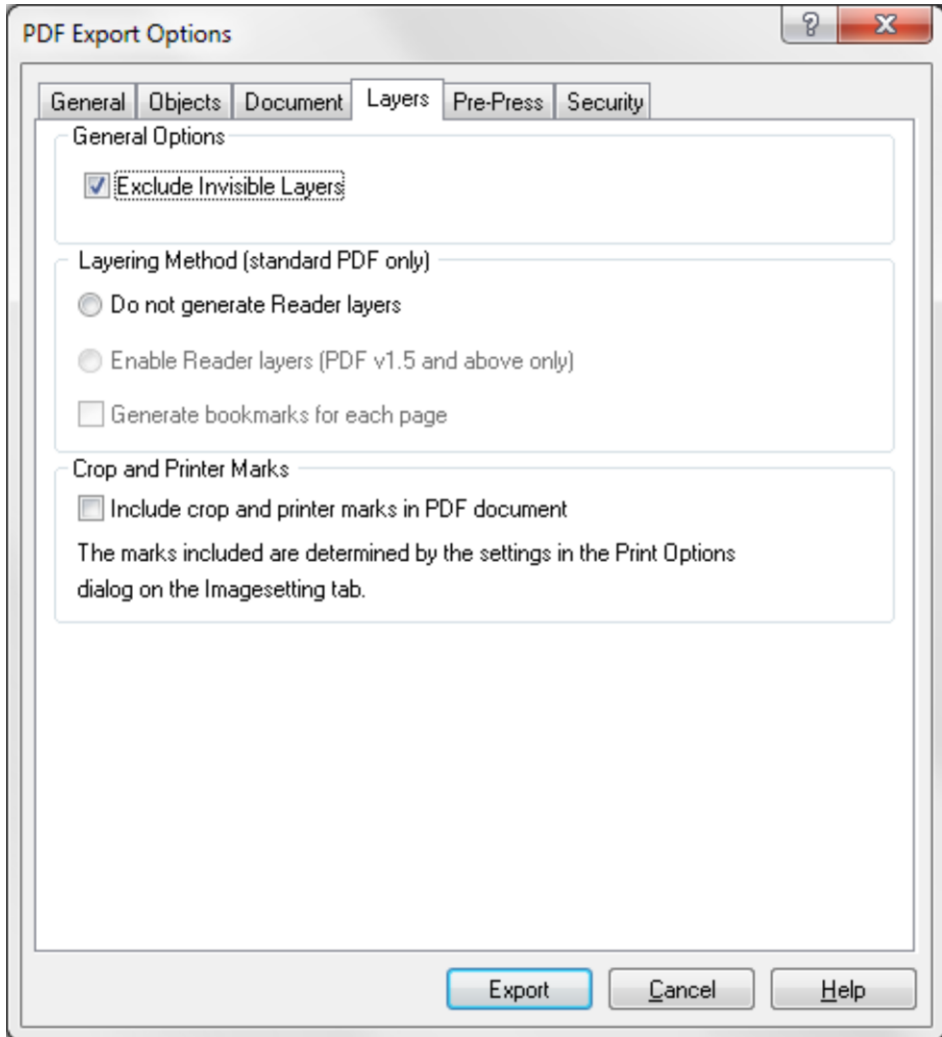 PDF Export Options
?
X
General Objects Document Layers Pre-Press Security
General Options
Exclude Invisible Layers
Layering Method (standard PDF only)
Do not generate Reader layers
Enable Reader layers (PDF v1.5 and above only)
Generate bookmarks for each page
Crop and Printer Marks
Include crop and printer marks in PDF document
The marks included are determined by the settings in the Print Options
dialog on the Imagesetting tab.
Export Cancel Help